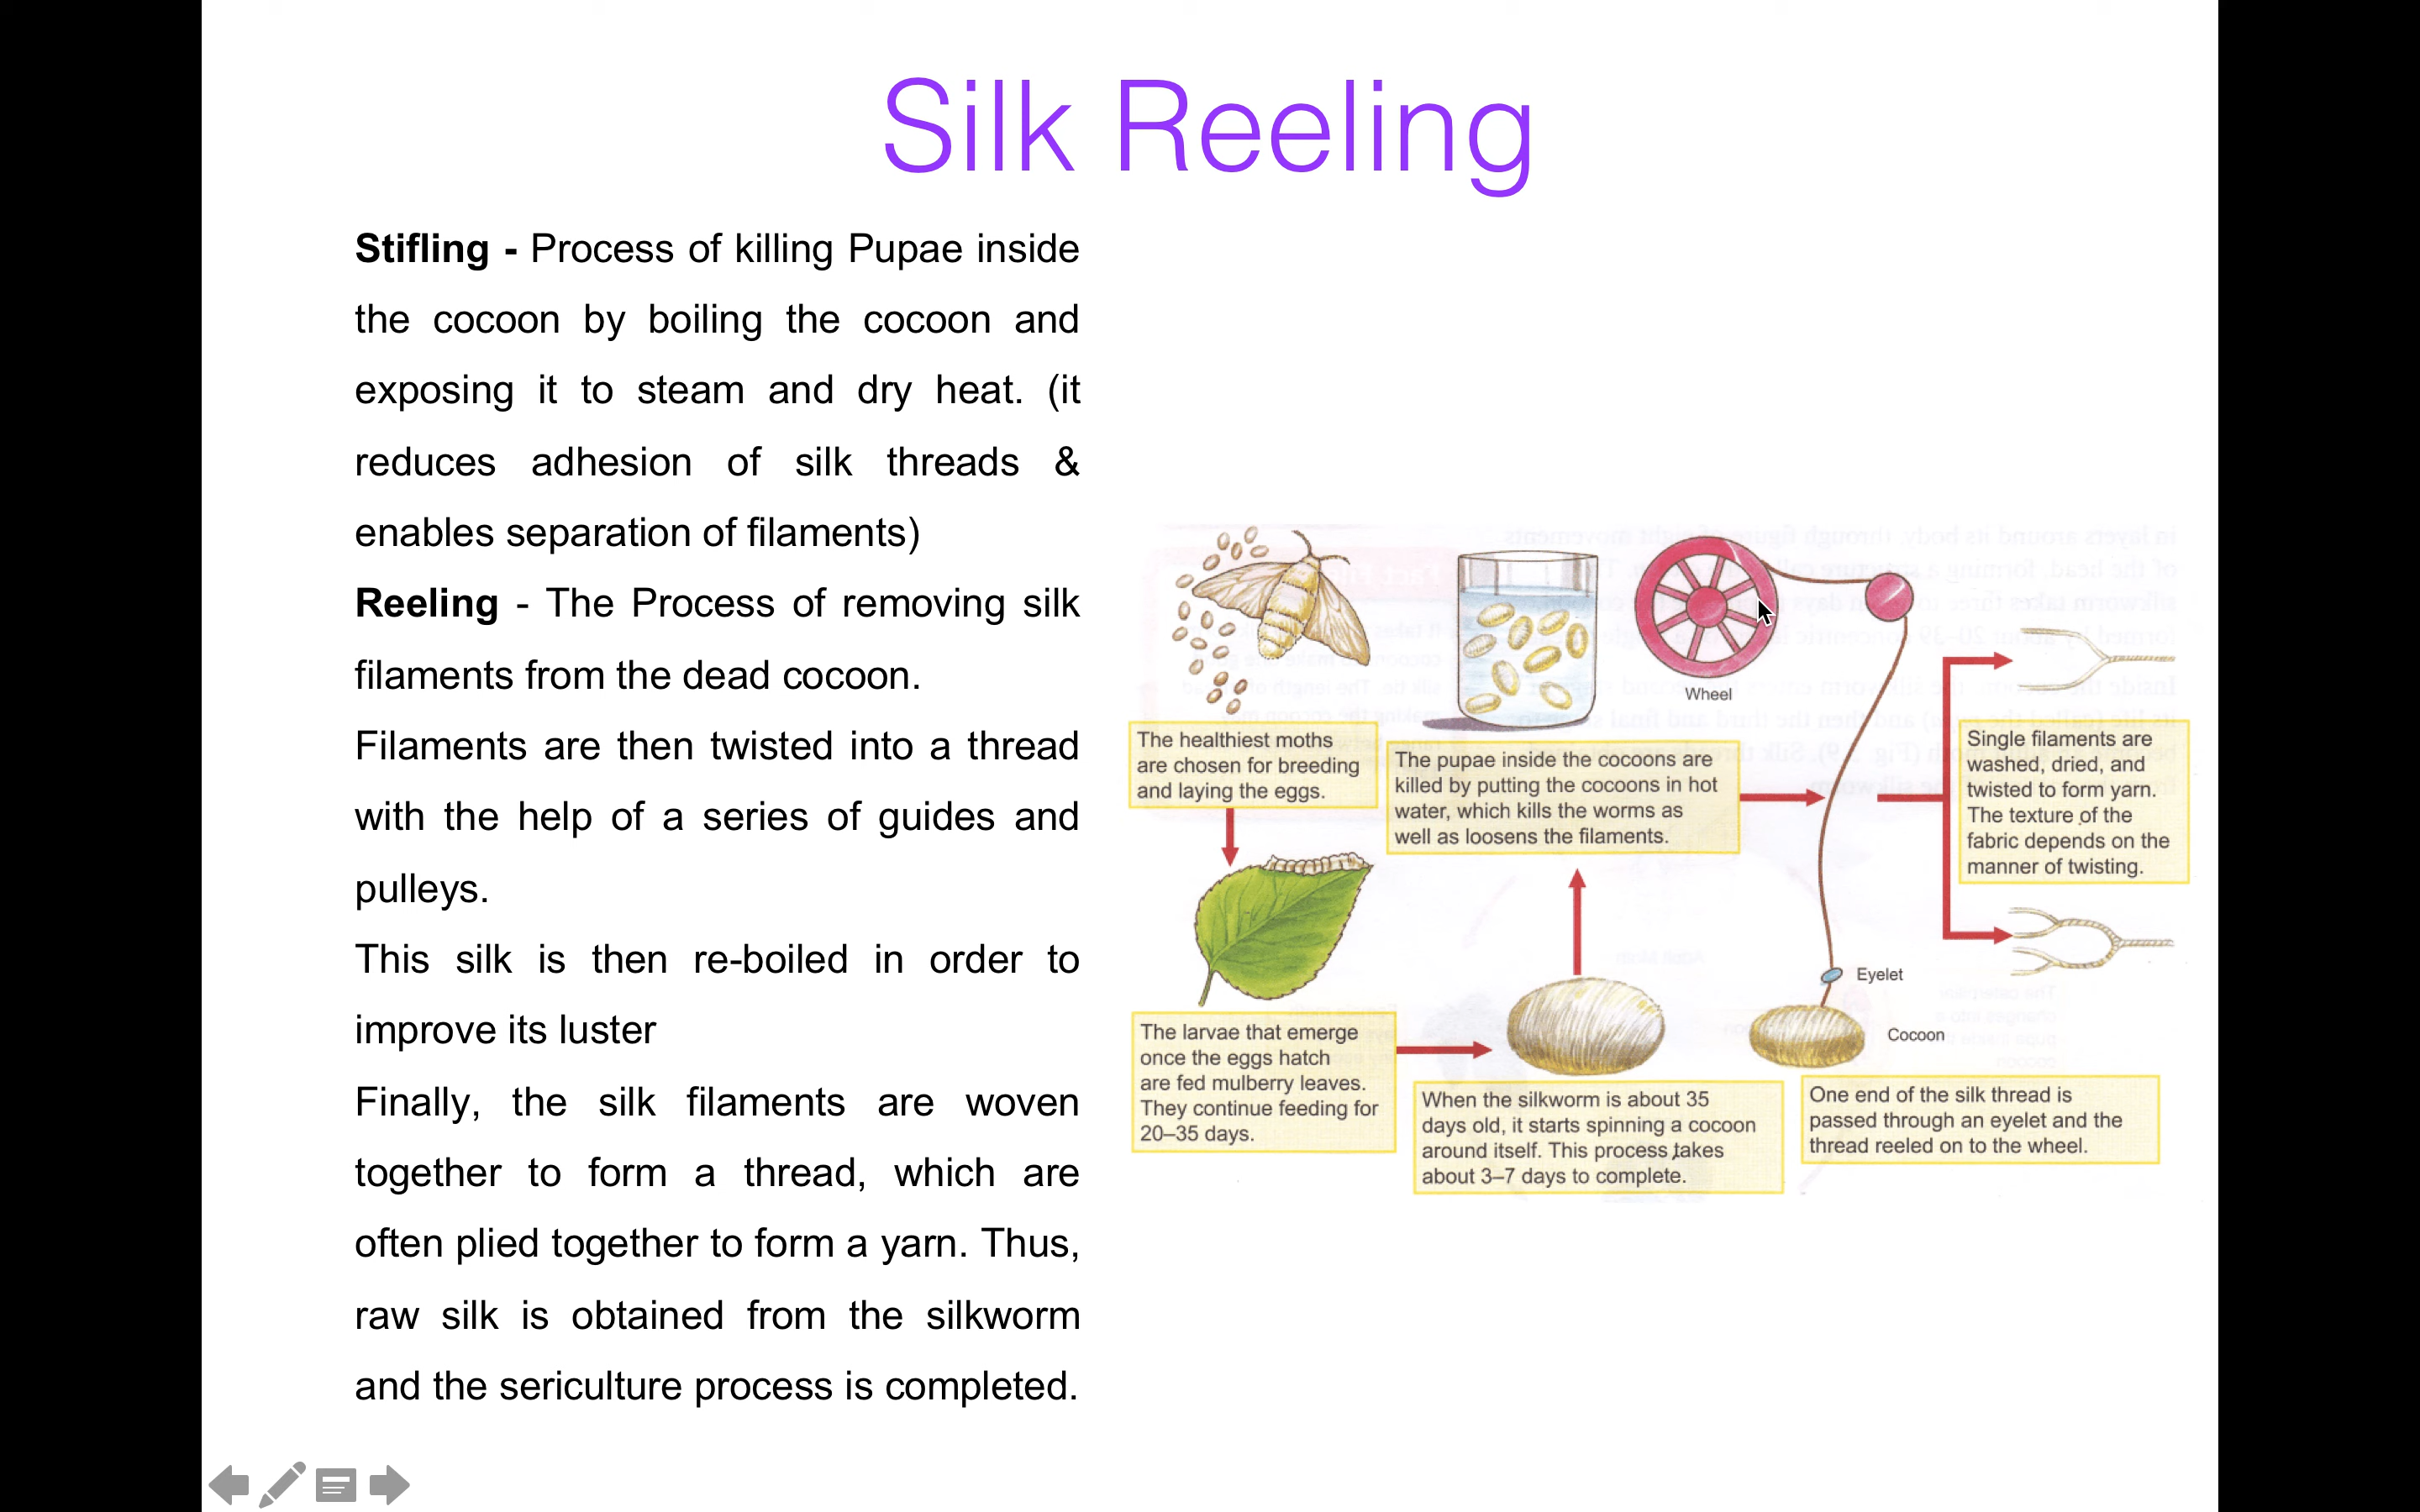 Silk Reeling
Stifling - Process of killing Pupae inside
the cocoon by boiling the cocoon and
exposing it to steam and dry heat. (it
reduces adhesion of silk threads &
enables separation of filaments)
Reeling - The Process of removing silk
filaments from the dead cocoon.
Filaments are then twisted into a thread
with the help of a series of guides and
pulleys.
This silk is then re-boiled in order to
improve its luster
Finally, the silk filaments are woven
together to form a thread, which are
often plied together to form a yarn. Thus,
raw silk is obtained from the silkworm
and the sericulture process is completed.
The healthiest moths
are chosen for breeding
and laying the eggs.
The larvae that emerge
once the eggs hatch
are fed mulberry leaves.
They continue feeding for
20–35 days.
When the silkworm is about 35
days old, it starts spinning a cocoon
around itself. This process takes
about 3–7 days to complete.
The pupae inside the cocoons are
killed by putting the cocoons in hot
water, which kills the worms as
well as loosens the filaments.
Wheel
Eyelet
Cocoon
One end of the silk thread is
passed through an eyelet and the
thread reeled on to the wheel.
Single filaments are
washed, dried, and
twisted to form yarn.
The texture of the
fabric depends on the
manner of twisting.